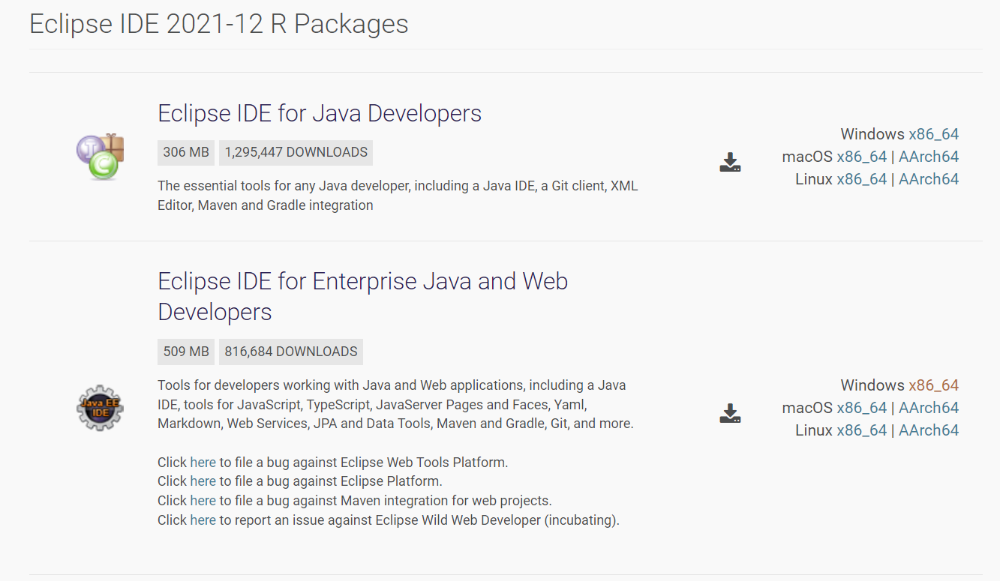 Eclipse IDE 2021-12 R Packages
Eclipse IDE for Java Developers
306 MB 1,295,447 DOWNLOADS
The essential tools for any Java developer, including a Java IDE, a Git client, XML
Editor, Maven and Gradle integration
Windows x86_64
macOS x86_64 | AArch64
Linux x86_64 | AArch64
J
C
Eclipse IDE for Enterprise Java and Web
Developers
509 MB 816,684 DOWNLOADS
Tools for developers working with Java and Web applications, including a Java
IDE, tools for JavaScript, TypeScript, JavaServer Pages and Faces, Yaml,
Markdown, Web Services, JPA and Data Tools, Maven and Gradle, Git, and more.
Click here to file a bug against Eclipse Web Tools Platform.
Click here to file a bug against Eclipse Platform.
Click here to file a bug against Maven integration for web projects.
Click here to report an issue against Eclipse Wild Web Developer (incubating).
Windows x86_64
macOS x86_64 | AArch64
Linux x86_64 | AArch64
Java EE
IDE